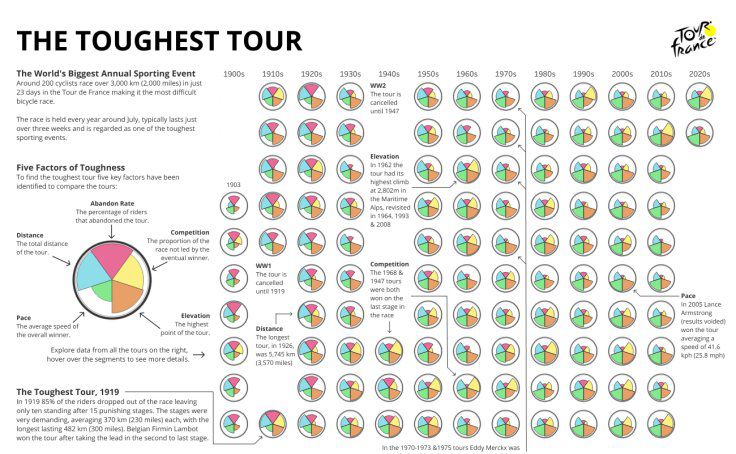 THE TOUGHEST TOUR
TOUR de france
The World's Biggest Annual Sporting Event
Around 200 cyclists race over 3,000 km (2,000 miles) in just
23 days in the Tour de France making it the most difficult
bicycle race.
The race is held every year around July, typically lasts just
over three weeks and is regarded as one of the toughest
sporting events.
Five Factors of Toughness
To find the toughest tour five key factors have been
identified to compare the tours:
Abandon Rate
The percentage of riders
that abandoned the tour.
Distance
The total distance
of the tour.
Competition
The proportion of the
race not led by the
eventual winner.
Pace
The average speed of
the overall winner.
Elevation
The highest
point of the tour.
Explore data from all the tours on the right,
hover over the segments to see more details.
The Toughest Tour, 1919
In 1919 85% of the riders dropped out of the race leaving
only ten standing after 15 punishing stages. The stages were
very demanding, averaging 370 km (230 miles) each, with the
longest lasting 482 km (300 miles). Belgian Firmin Lambot
won the tour after taking the lead in the second to last stage.
1900s 1910s 1920s 1930s 1940s 1950s 1960s 1970s 1980s 1990s 2000s 2010s 2020s
1903
WW2
The tour is
cancelled
until 1947
Elevation
In 1962 the
tour had its
highest climb
at 2,802m in
the Maritime
Alps, revisited
in 1964, 1993
& 2008
WW1
The tour is
cancelled
until 1919
Competition
The 1968 &
1947 tours
were both
won on the
last stage in
the race
Distance
The longest
tour, in 1926,
was 5,745 km
(3,570 miles)
Pace
In 2005 Lance
Armstrong
(results voided)
won the tour
averaging a
speed of 41.6
kph (25.8 mph)
In the 1970-1973 &1975 tours Eddy Merckx was